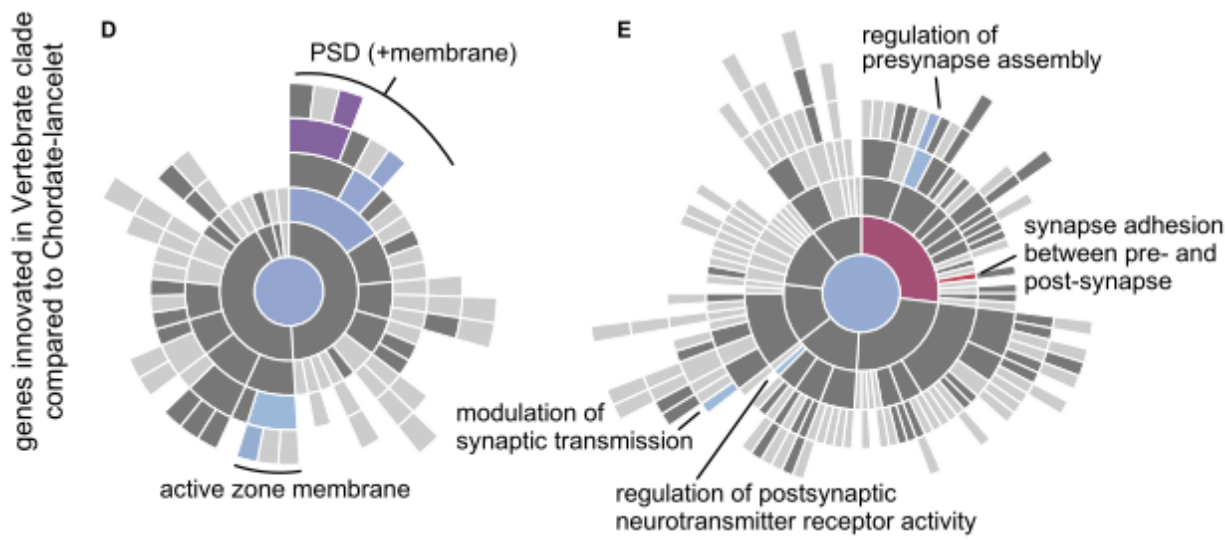 genes innovated in Vertebrate clade
compared to Chordate-lancelet
D
PSD (+membrane)
active zone membrane
E
regulation of
presynapse assembly
synapse adhesion
between pre- and
post-synapse
modulation of
synaptic transmission
regulation of postsynaptic
neurotransmitter receptor activity